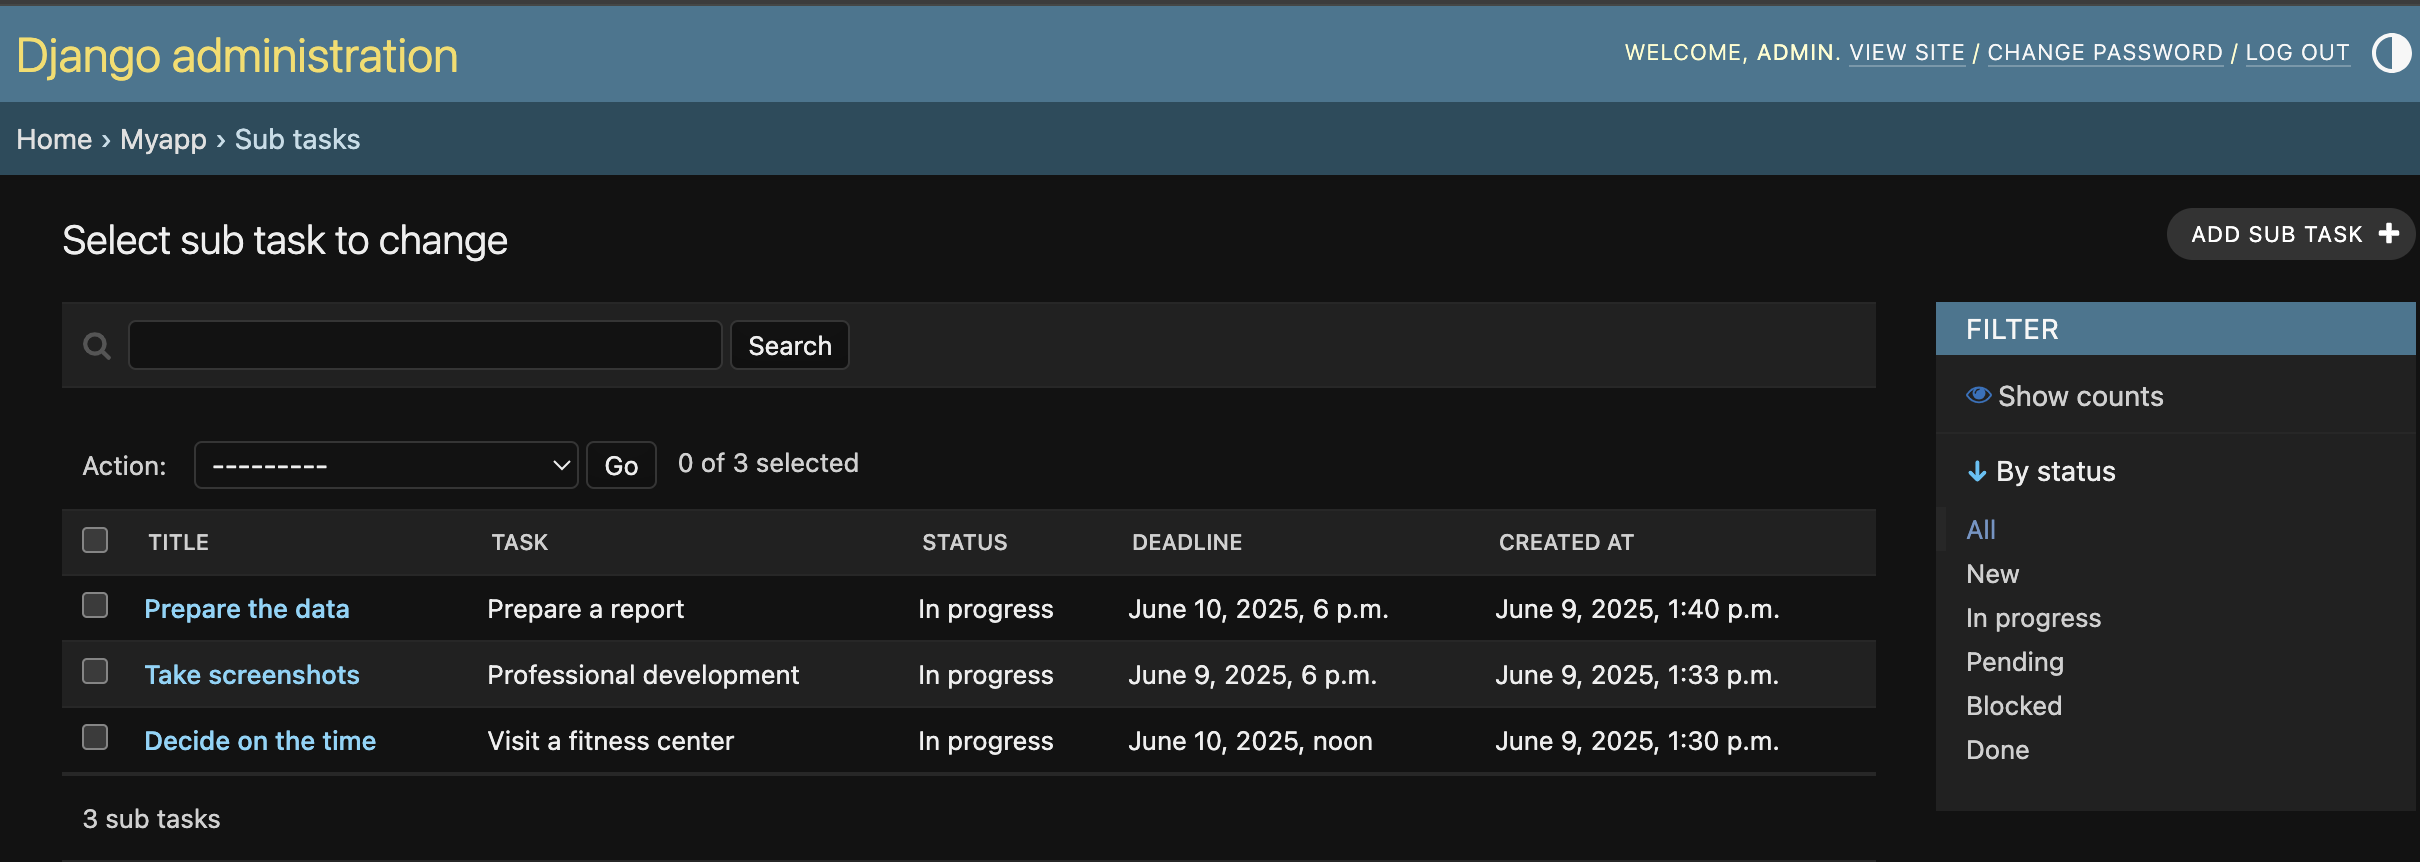 Django administration
WELCOME, ADMIN. VIEW SITE / CHANGE PASSWORD / LOG OUT
Home › Myapp › Sub tasks
Select sub task to change
ADD SUB TASK +
Search
Action: --------- Go 0 of 3 selected
TITLE TASK STATUS DEADLINE CREATED AT
Prepare the data Prepare a report In progress June 10, 2025, 6 p.m. June 9, 2025, 1:40 p.m.
Take screenshots Professional development In progress June 9, 2025, 6 p.m. June 9, 2025, 1:33 p.m.
Decide on the time Visit a fitness center In progress June 10, 2025, noon June 9, 2025, 1:30 p.m.
3 sub tasks
FILTER
Show counts
By status
All
New
In progress
Pending
Blocked
Done